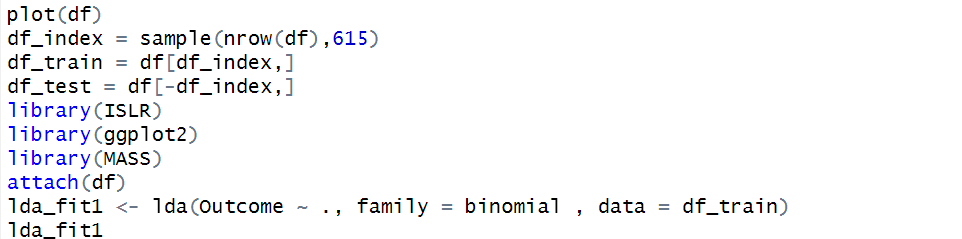 plot(df)
df_index = sample(nrow(df),615)
df_train = df[df_index,]
df_test = df[-df_index,]
library(ISLR)
library(ggplot2)
library(MASS)
attach(df)
lda_fit1 <- lda(Outcome ~ ., family = binomial , data = df_train)
lda_fit1